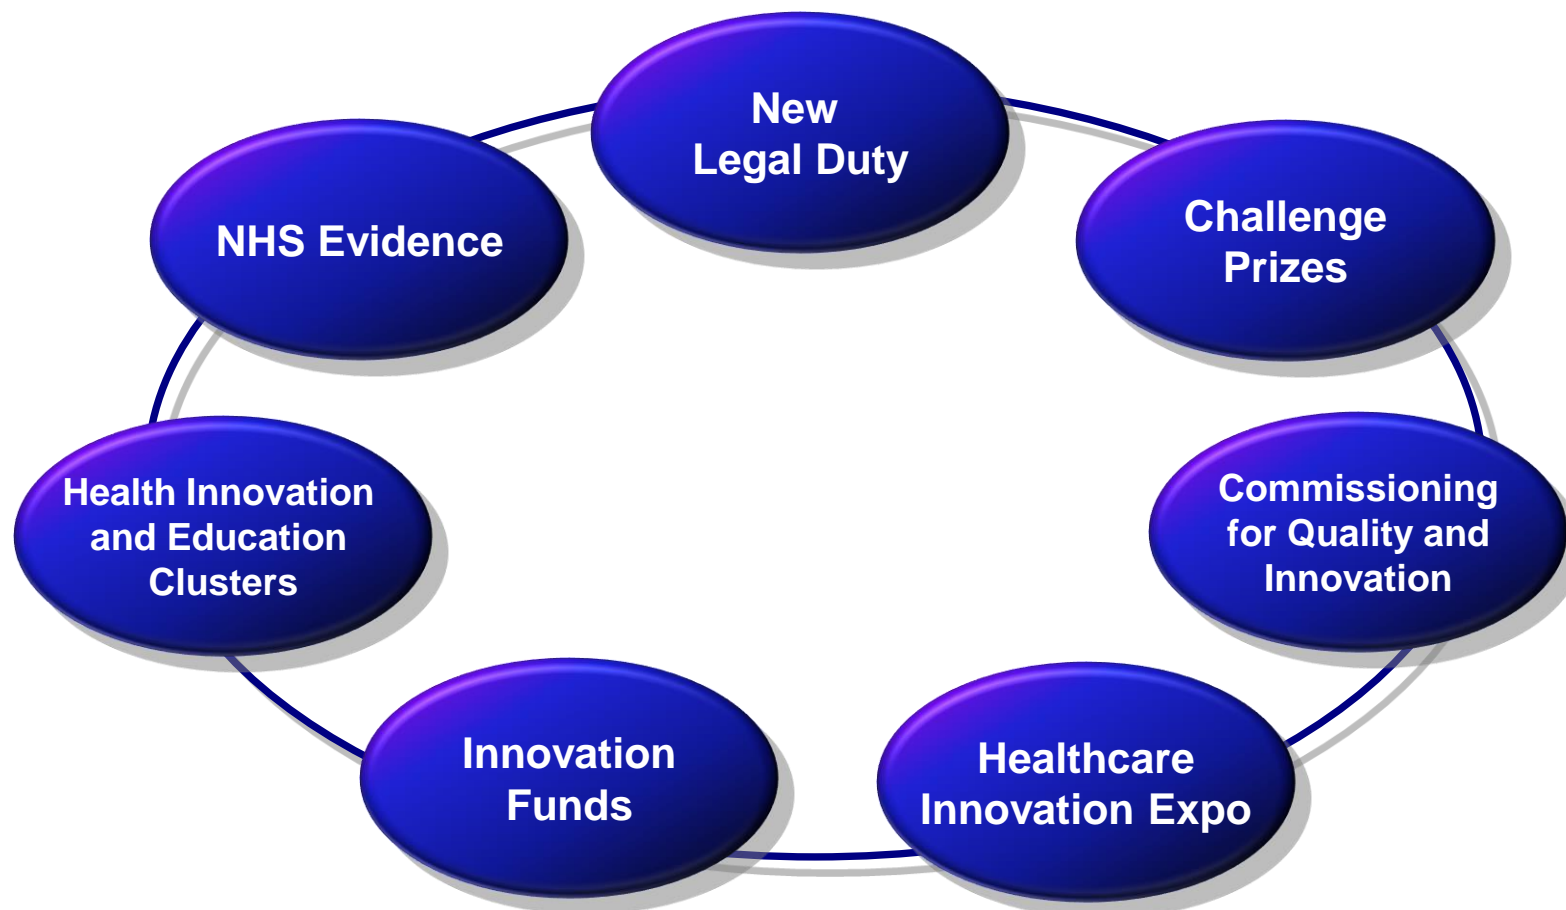 New
Legal Duty
Challenge
Prizes
Commissioning
for Quality and
Innovation
Healthcare
Innovation Expo
Innovation
Funds
Health Innovation
and Education
Clusters
NHS Evidence